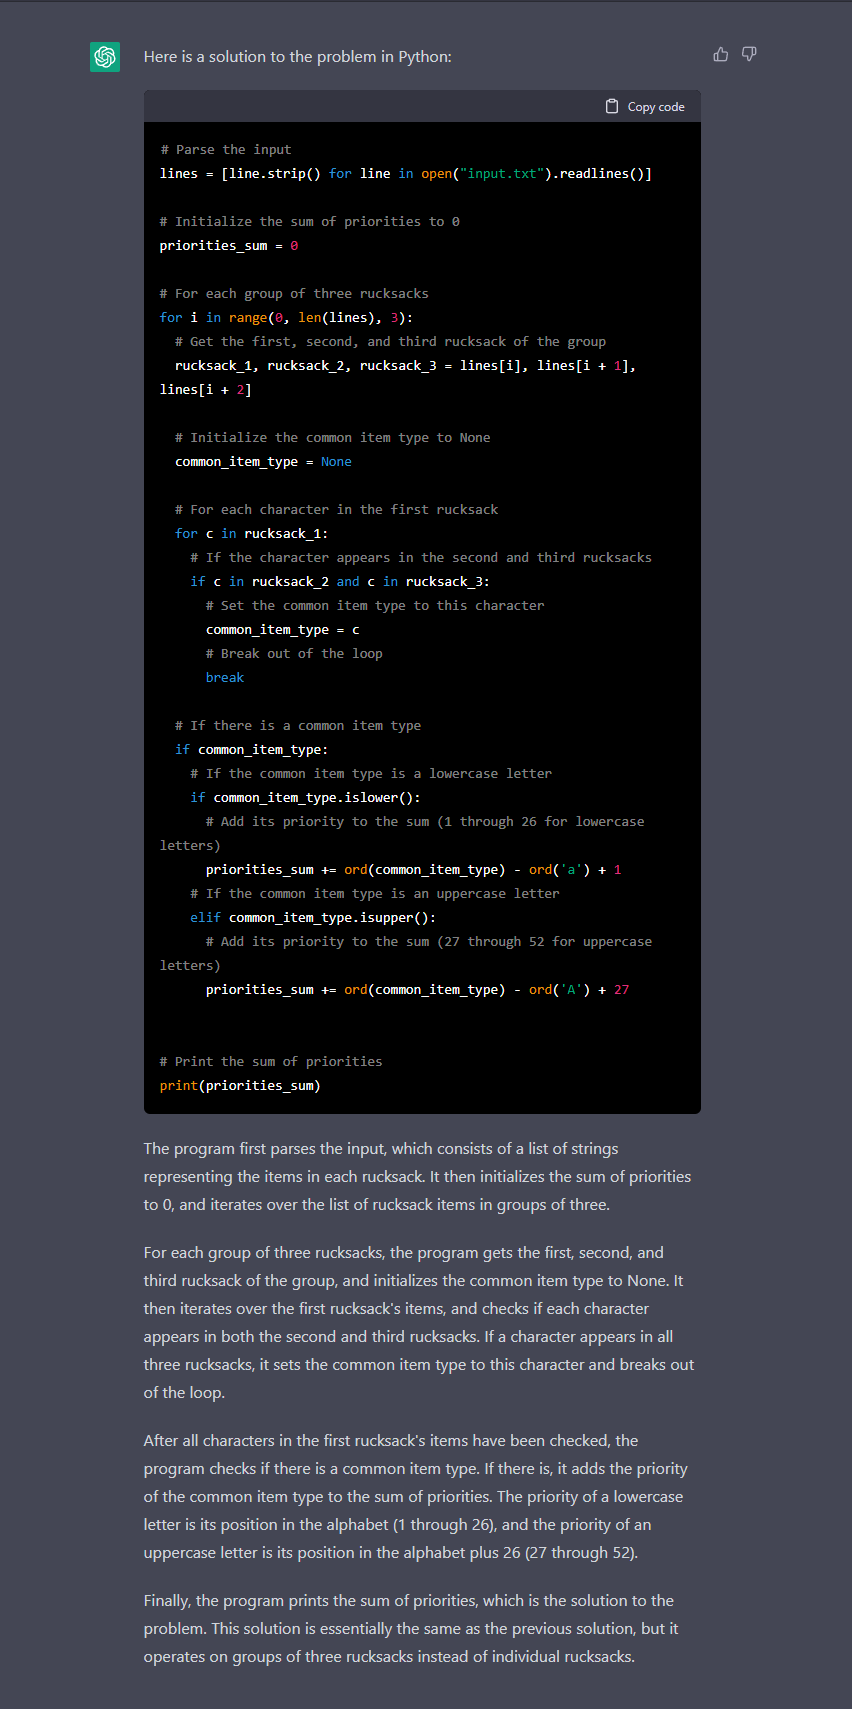 Here is a solution to the problem in Python:
Copy code
# Parse the input
lines = [line.strip() for line in open("input.txt").readlines()]
# Initialize the sum of priorities to 0
priorities_sum = 0
# For each group of three rucksacks
for i in range(0, len(lines), 3):
  # Get the first, second, and third rucksack of the group
  rucksack_1, rucksack_2, rucksack_3 = lines[i], lines[i + 1],
lines[i + 2]
  # Initialize the common item type to None
  common_item_type = None
  # For each character in the first rucksack
  for c in rucksack_1:
    # If the character appears in the second and third rucksacks
    if c in rucksack_2 and c in rucksack_3:
      # Set the common item type to this character
      common_item_type = c
      # Break out of the loop
      break
  # If there is a common item type
  if common_item_type:
    # If the common item type is a lowercase letter
    if common_item_type.islower():
      # Add its priority to the sum (1 through 26 for lowercase
letters)
      priorities_sum += ord(common_item_type) - ord('a') + 1
    # If the common item type is an uppercase letter
    elif common_item_type.isupper():
      # Add its priority to the sum (27 through 52 for uppercase
letters)
      priorities_sum += ord(common_item_type) - ord('A') + 27
# Print the sum of priorities
print(priorities_sum)
The program first parses the input, which consists of a list of strings
representing the items in each rucksack. It then initializes the sum of priorities
to 0, and iterates over the list of rucksack items in groups of three.
For each group of three rucksacks, the program gets the first, second, and
third rucksack of the group, and initializes the common item type to None. It
then iterates over the first rucksack's items, and checks if each character
appears in both the second and third rucksacks. If a character appears in all
three rucksacks, it sets the common item type to this character and breaks out
of the loop.
After all characters in the first rucksack's items have been checked, the
program checks if there is a common item type. If there is, it adds the priority
of the common item type to the sum of priorities. The priority of a lowercase
letter is its position in the alphabet (1 through 26), and the priority of an
uppercase letter is its position in the alphabet plus 26 (27 through 52).
Finally, the program prints the sum of priorities, which is the solution to the
problem. This solution is essentially the same as the previous solution, but it
operates on groups of three rucksacks instead of individual rucksacks.